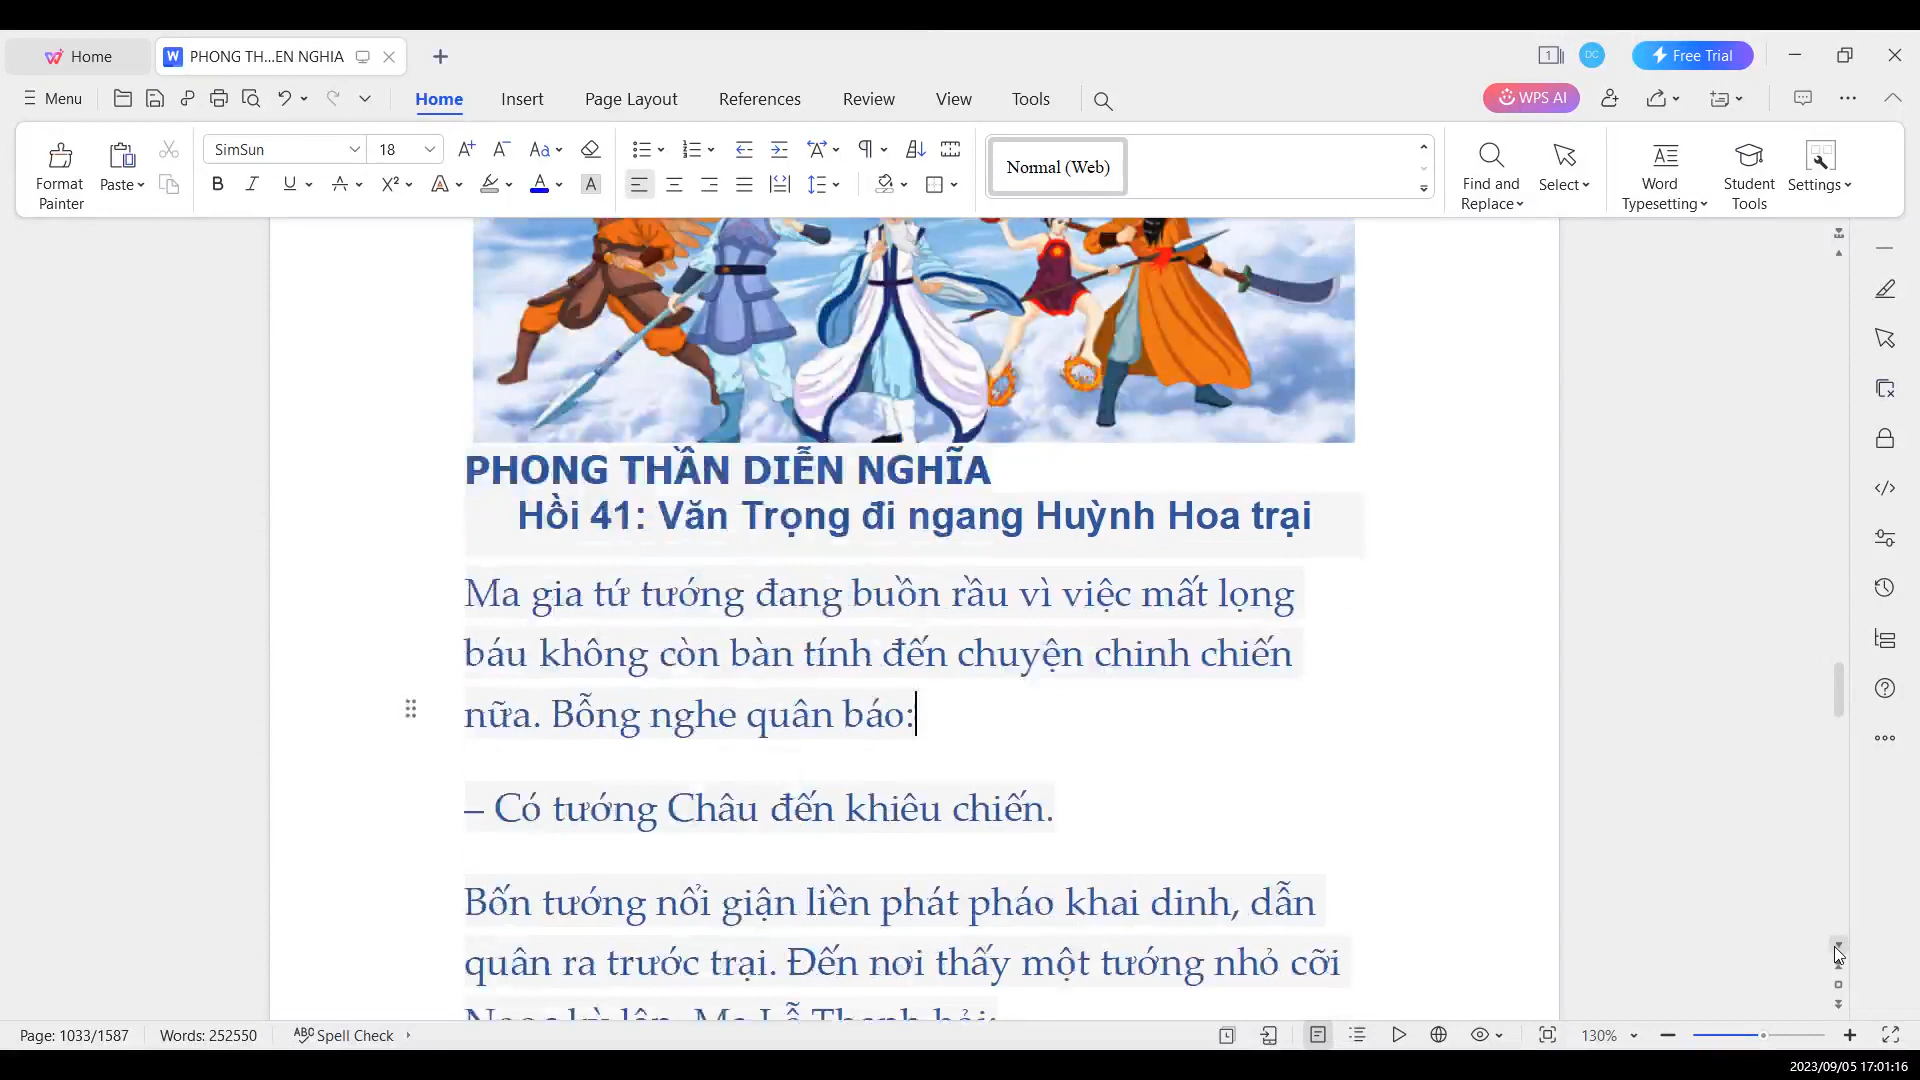 Home
PHONG TH...EN NGHIA
1
DC
Free Trial
Menu
Home
Insert
Page Layout
References
Review
View
Tools
WPS AI
Format Painter
Paste
SimSun
18
Normal (Web)
Find and Replace
Select
Word Typesetting
Student Tools
Settings
PHONG THẦN DIỄN NGHĨA
Hồi 41: Văn Trọng đi ngang Huỳnh Hoa trại
Ma gia tứ tướng đang buồn rầu vì việc mất lọng
báu không còn bàn tính đến chuyện chinh chiến
nữa. Bỗng nghe quân báo:
– Có tướng Châu đến khiêu chiến.
Bốn tướng nổi giận liền phát pháo khai dinh, dẫn
quân ra trước trại. Đến nơi thấy một tướng nhỏ cỡi
Page: 1033/1587
Words: 252550
Spell Check
130%
2023/09/05 17:01:16